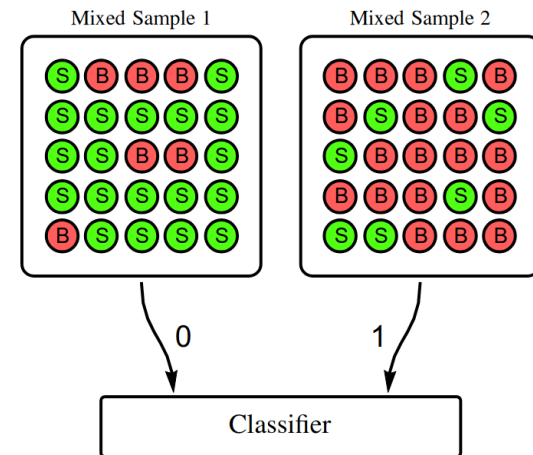 Mixed Sample 1
S B B B S
S S S S S
S S B B S
S S S S S
B S S S S
Mixed Sample 2
B B B S B
B S B B S
S B B B B
B B B S B
S S B B B
0
1
Classifier